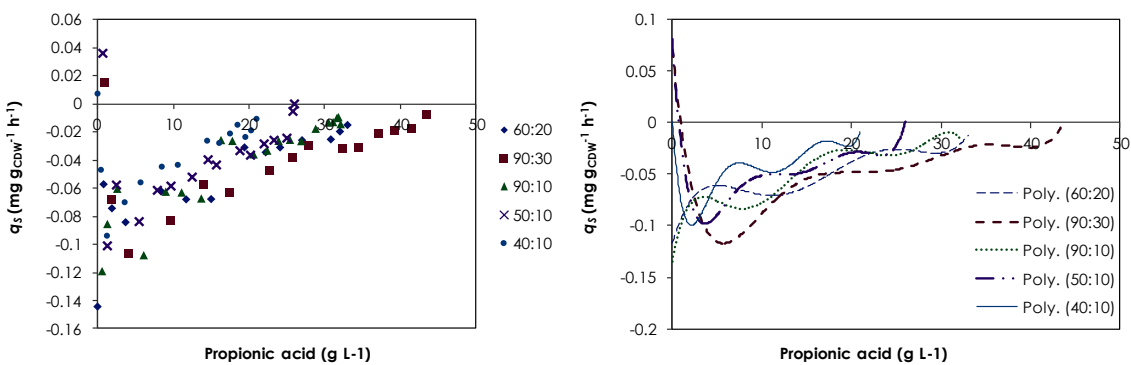 0.06
0.04
0.02
0
-0.02
-0.04
-0.06
-0.08
-0.1
-0.12
-0.14
-0.16
0 10 20 30 40 50
qS (mg gCDW-1 h-1)
Propionic acid (g L-1)
60:20
90:30
90:10
50:10
40:10
0.1
0.05
0
-0.05
-0.1
-0.15
-0.2
0 10 20 30 40 50
qS (mg gCDW-1 h-1)
Propionic acid (g L-1)
Poly. (60:20)
Poly. (90:30)
Poly. (90:10)
Poly. (50:10)
Poly. (40:10)